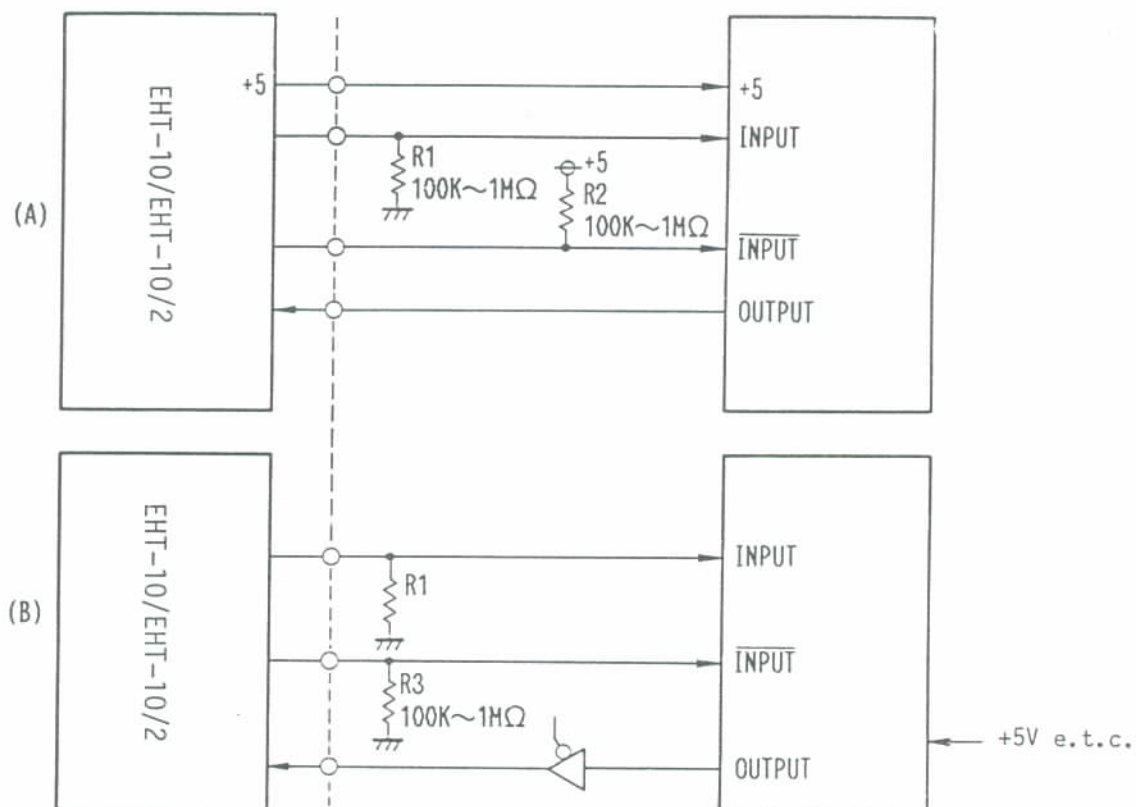 (A)
EHT-10/EHT-10/2
+5
+5
INPUT
R1
100K~1MΩ
+5
R2
100K~1MΩ
INPUT
OUTPUT
(B)
EHT-10/EHT-10/2
INPUT
R1
INPUT
R3
100K~1MΩ
OUTPUT
+5V e.t.c.